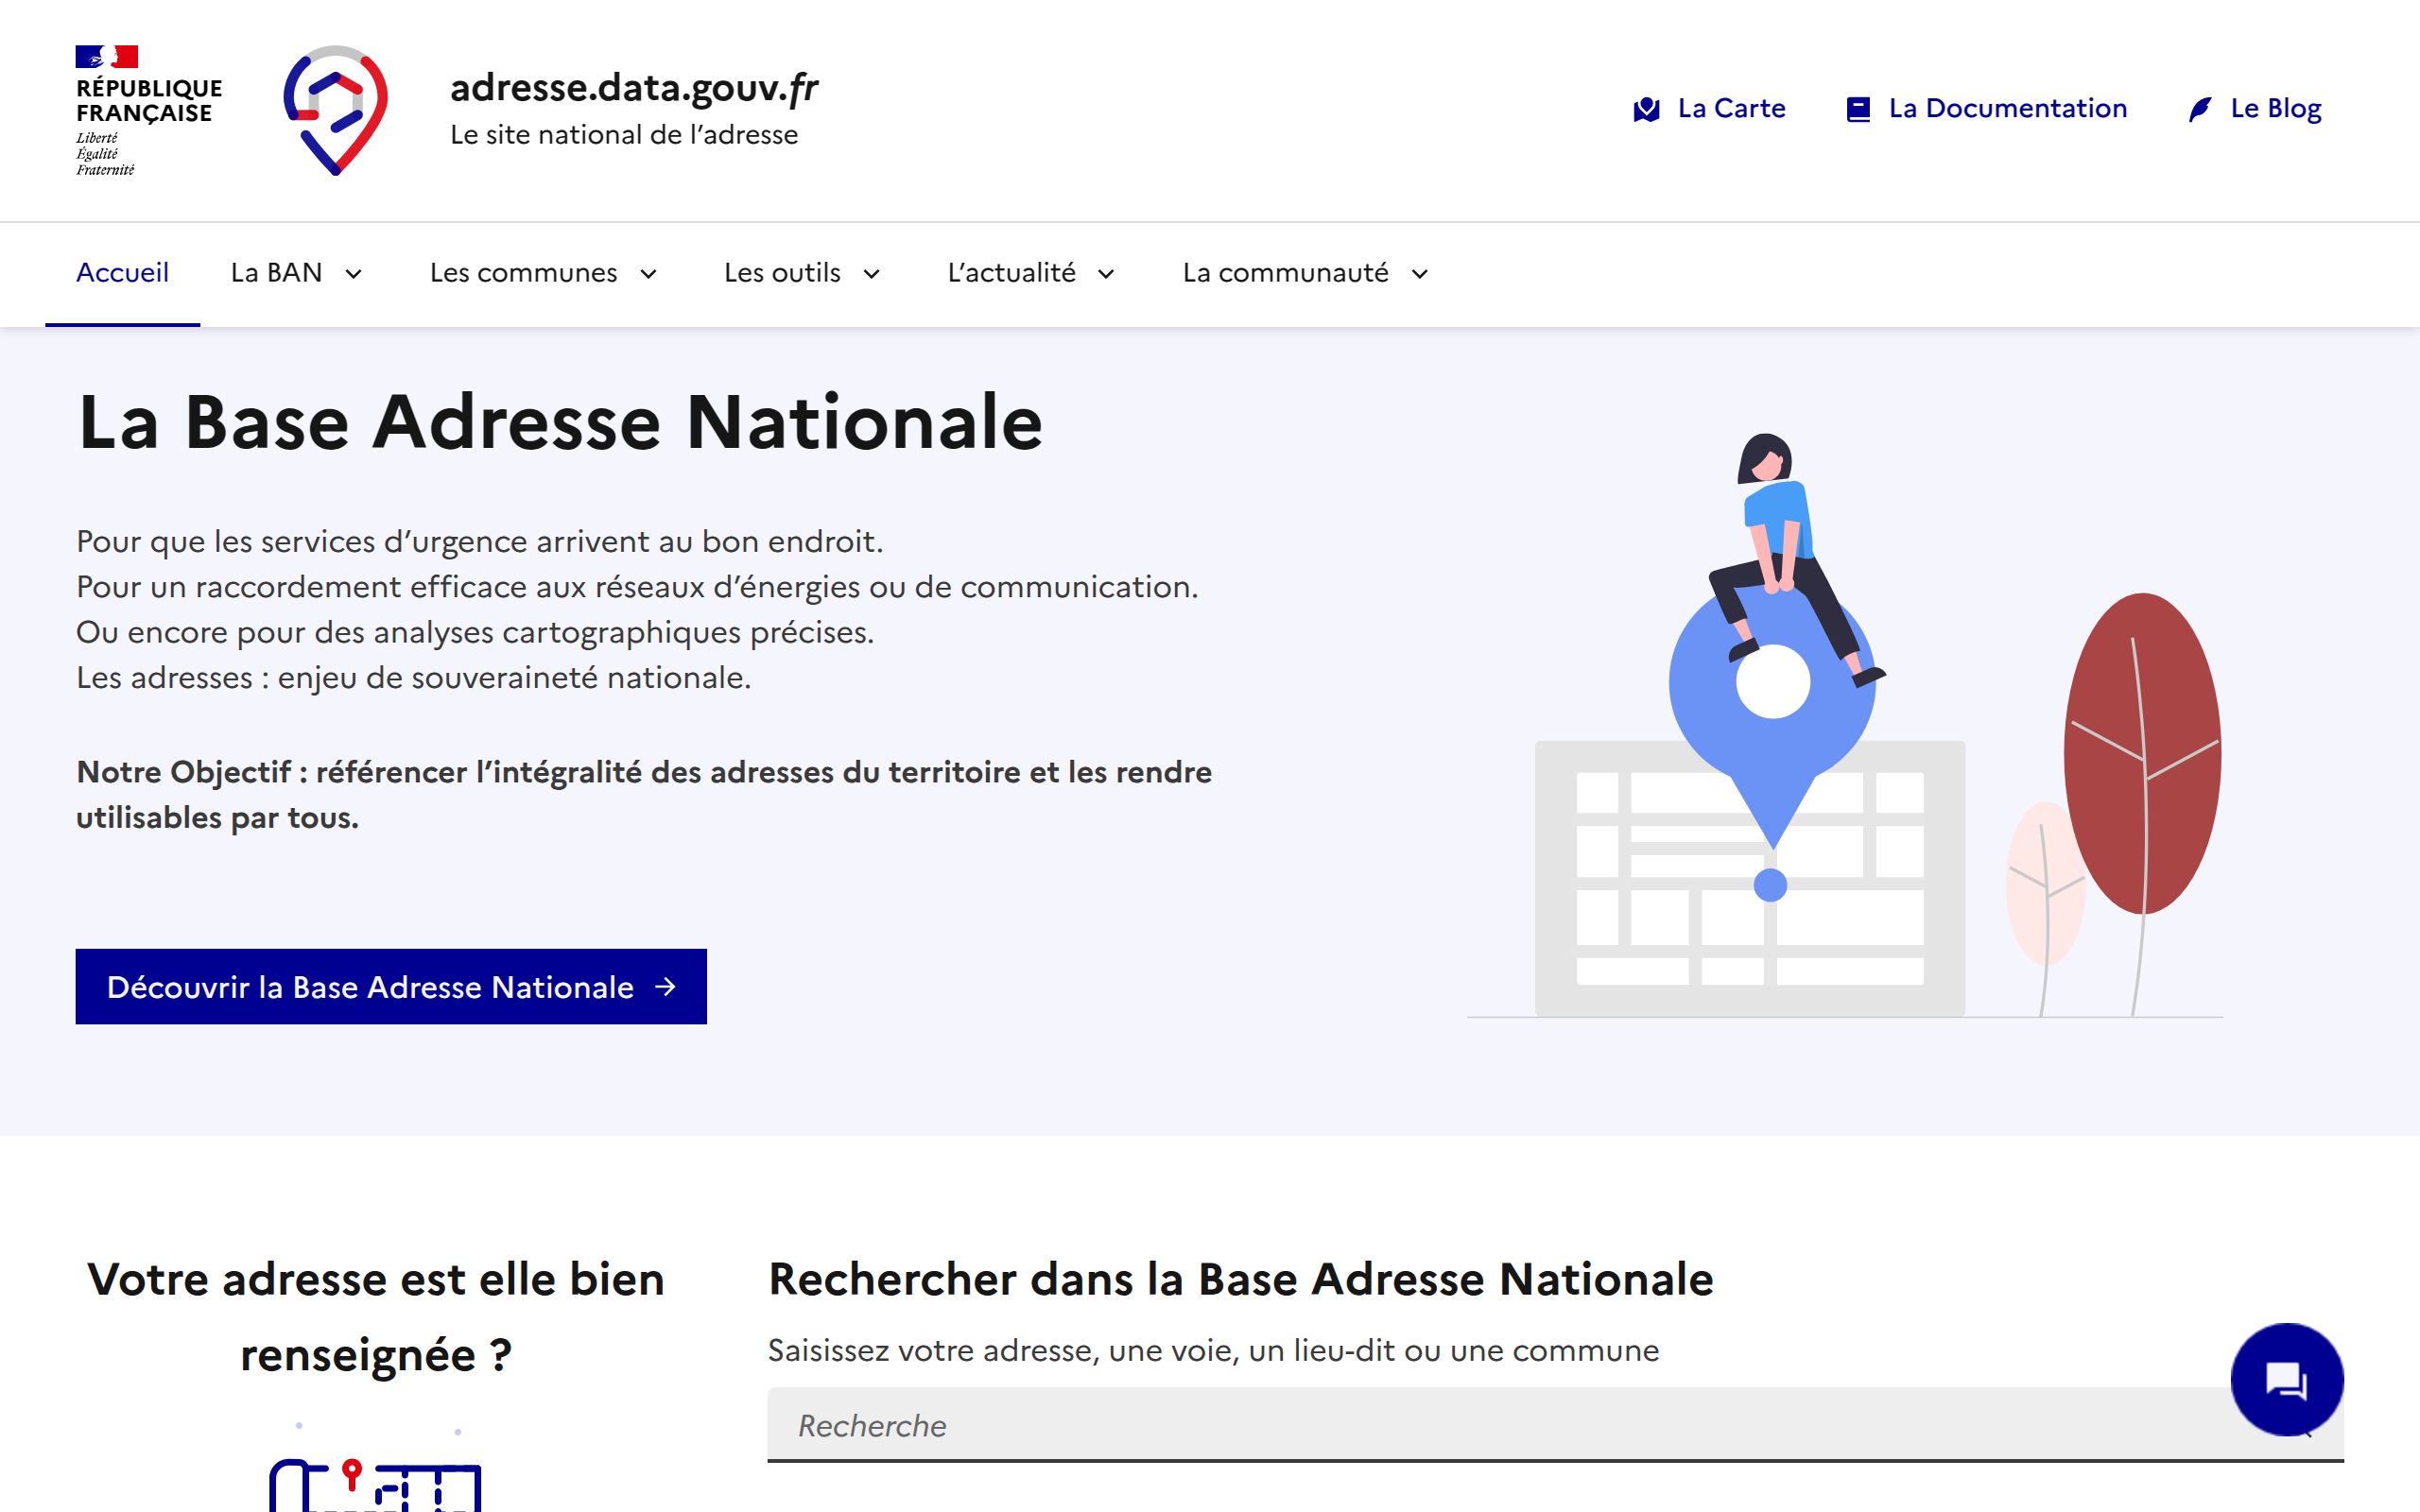 RÉPUBLIQUE
FRANÇAISE
Liberté
Égalité
Fraternité
adresse.data.gouv.fr
Le site national de l’adresse
La Carte
La Documentation
Le Blog
Accueil
La BAN
Les communes
Les outils
L’actualité
La communauté
La Base Adresse Nationale
Pour que les services d’urgence arrivent au bon endroit.
Pour un raccordement efficace aux réseaux d’énergies ou de communication.
Ou encore pour des analyses cartographiques précises.
Les adresses : enjeu de souveraineté nationale.
Notre Objectif : référencer l’intégralité des adresses du territoire et les rendre
utilisables par tous.
Découvrir la Base Adresse Nationale
Votre adresse est elle bien
renseignée ?
Rechercher dans la Base Adresse Nationale
Saisissez votre adresse, une voie, un lieu-dit ou une commune
Recherche